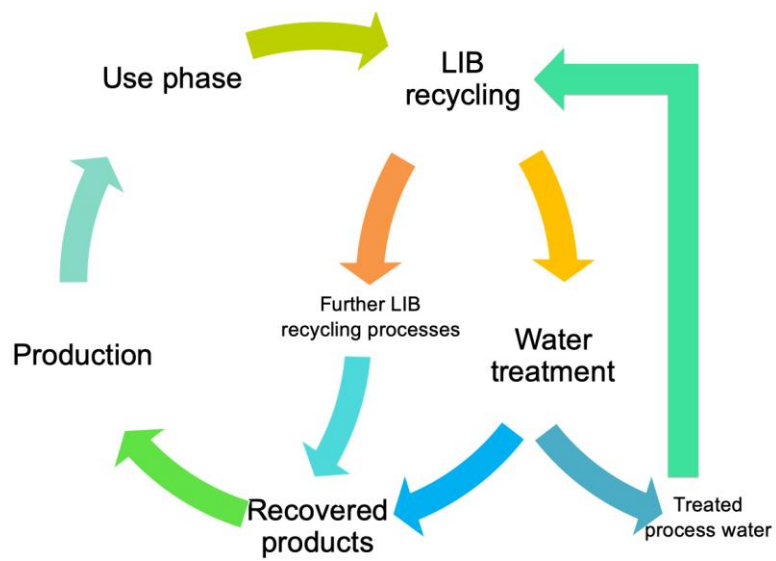 Use phase
LIB
recycling
Further LIB
recycling processes
Water
treatment
Production
Recovered
products
Treated
process water